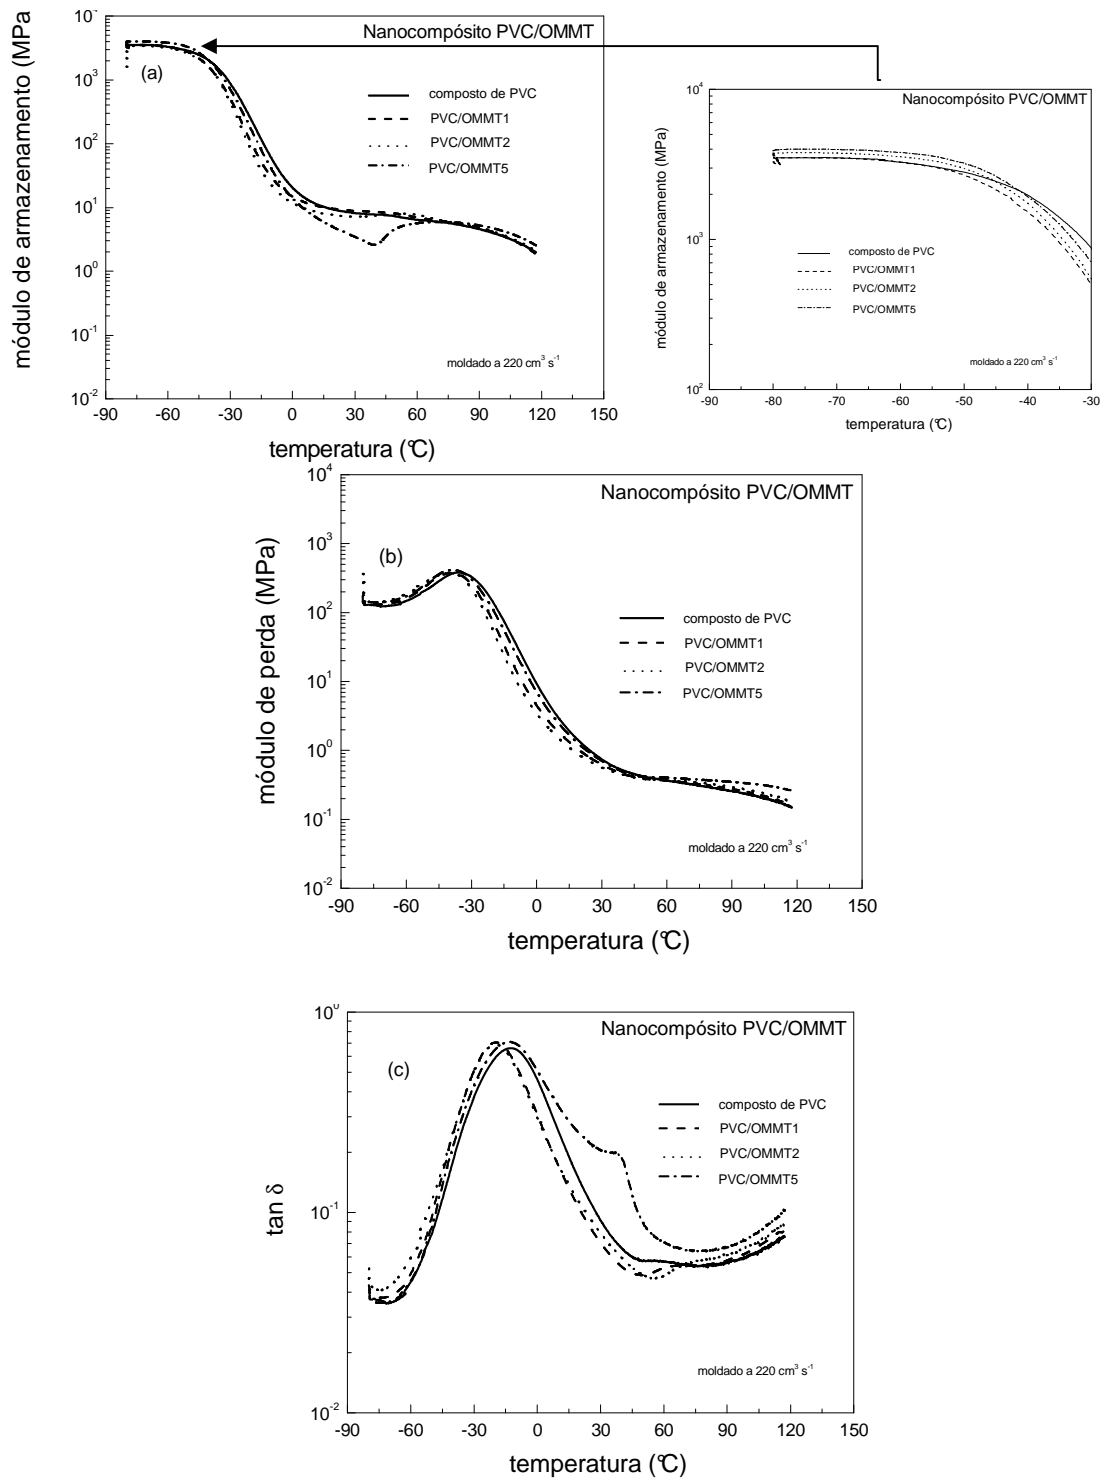 Nanocompósito PVC/OMMT
(a)
composto de PVC
PVC/OMMT1
PVC/OMMT2
PVC/OMMT5
moldado a 220 cm³ s⁻¹
módulo de armazenamento (MPa)
10³
10²
10¹
10⁰
10⁻¹
10⁻²
-90 -60 -30 0 30 60 90 120 150
temperatura (°C)
Nanocompósito PVC/OMMT
composto de PVC
PVC/OMMT1
PVC/OMMT2
PVC/OMMT5
moldado a 220 cm³ s⁻¹
módulo de armazenamento (MPa)
10⁴
10³
10²
-90 -80 -70 -60 -50 -40 -30
temperatura (°C)
Nanocompósito PVC/OMMT
(b)
composto de PVC
PVC/OMMT1
PVC/OMMT2
PVC/OMMT5
moldado a 220 cm³ s⁻¹
módulo de perda (MPa)
10⁴
10³
10²
10¹
10⁰
10⁻¹
10⁻²
-90 -60 -30 0 30 60 90 120 150
temperatura (°C)
Nanocompósito PVC/OMMT
(c)
composto de PVC
PVC/OMMT1
PVC/OMMT2
PVC/OMMT5
moldado a 220 cm³ s⁻¹
tan δ
10⁰
10⁻¹
10⁻²
-90 -60 -30 0 30 60 90 120 150
temperatura (°C)